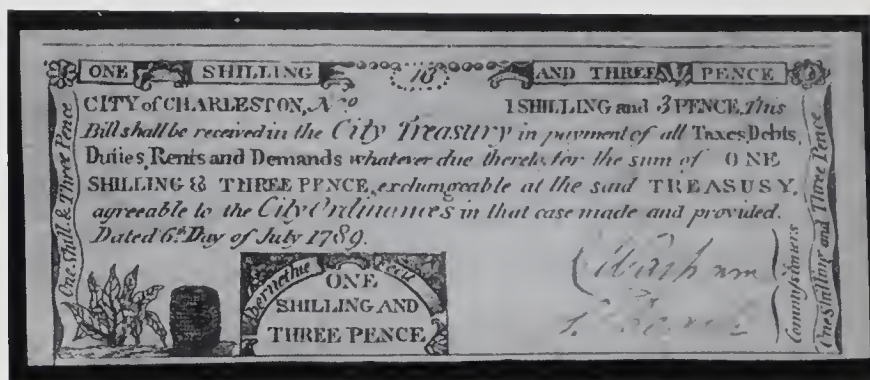 ONE SHILLING 18 AND THREE PENCE
CITY of CHARLESTON, No 1 SHILLING and 3 PENCE, This
Bill shall be received in the City Treasury in payment of all Taxes, Debts,
Duties, Rents and Demands whatever due thereto for the sum of ONE
SHILLING & THREE PENCE, exchangeable at the said TREASUSY,
agreeable to the City Ordinances in that case made and provided.
Dated 6th. Day of July 1789.
One Shill. & Three Pence
Abernethie fecit
ONE
SHILLING AND
THREE PENCE
Commissioners
One Shilling and Three Pence